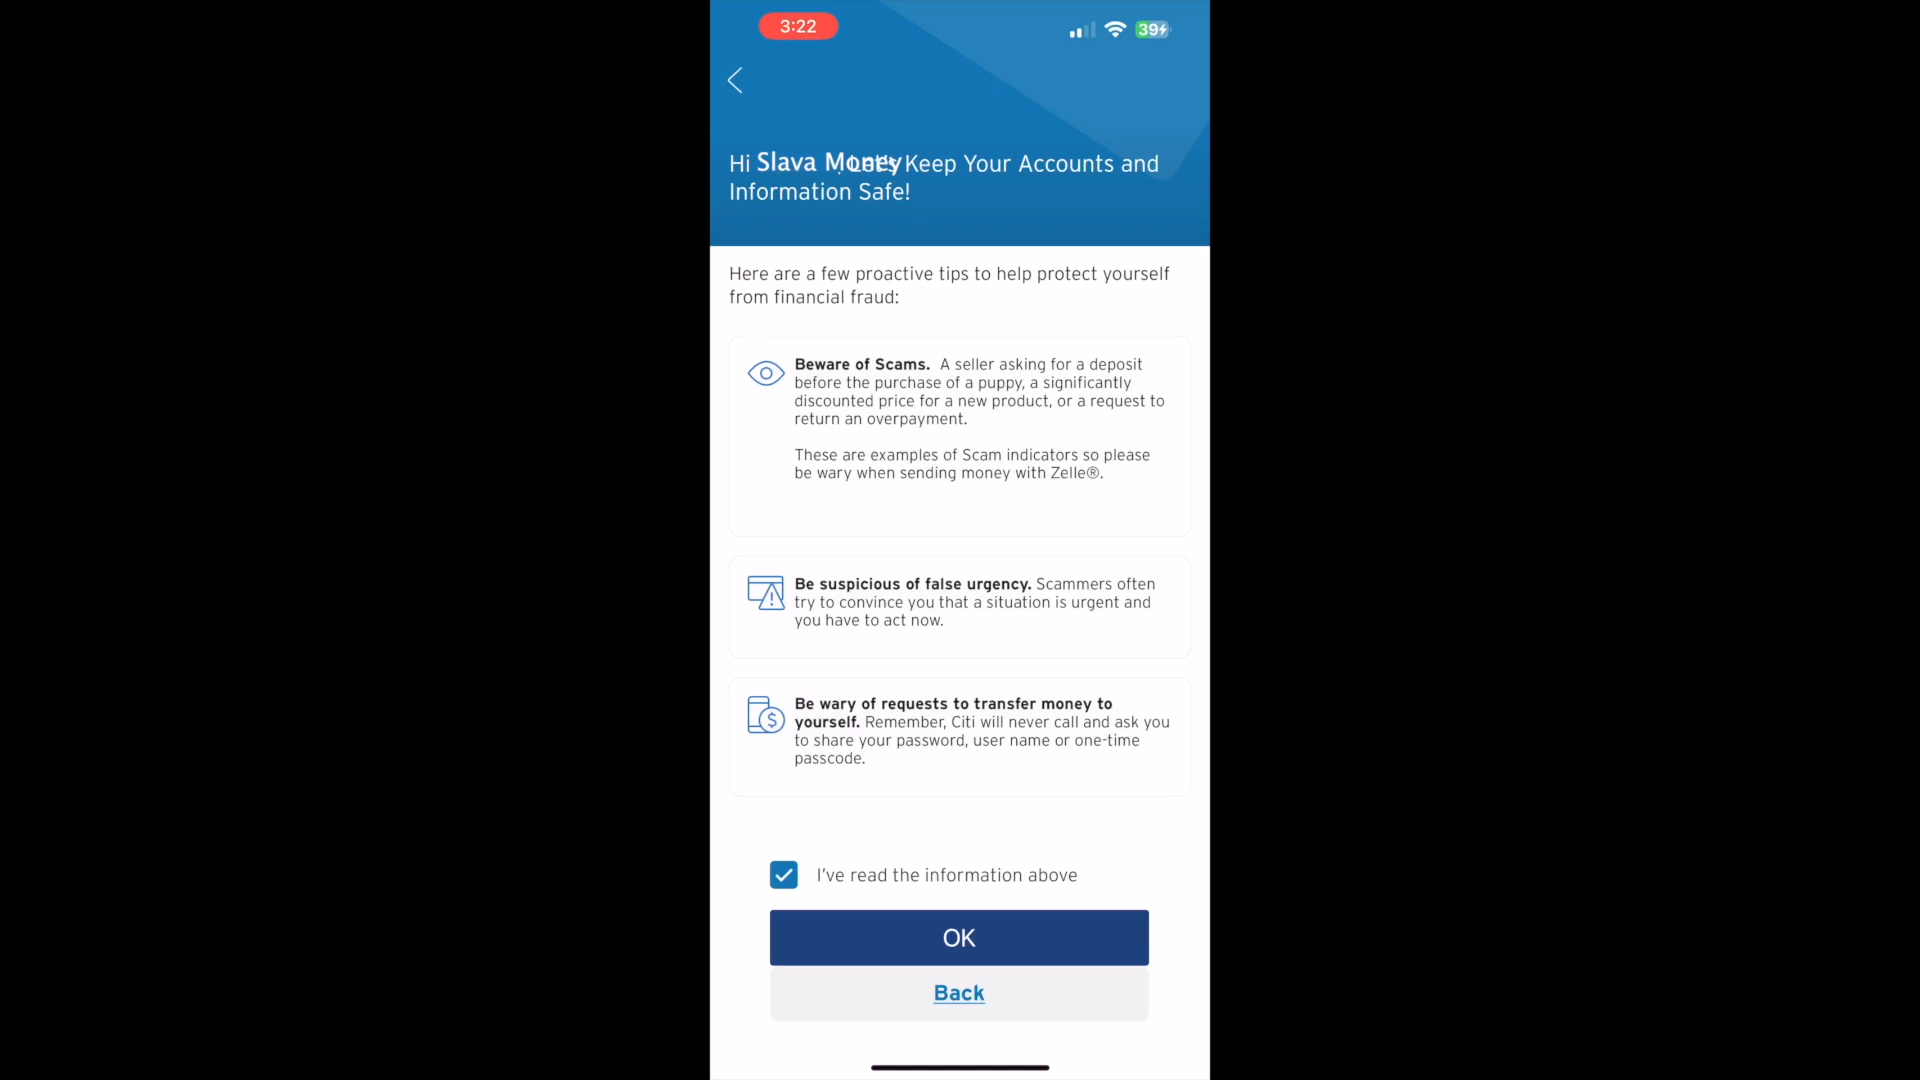 3:22
39
Hi Slava Money, Let's Keep Your Accounts and
Information Safe!
Here are a few proactive tips to help protect yourself
from financial fraud:
Beware of Scams. A seller asking for a deposit
before the purchase of a puppy, a significantly
discounted price for a new product, or a request to
return an overpayment.
These are examples of Scam indicators so please
be wary when sending money with Zelle®.
Be suspicious of false urgency. Scammers often
try to convince you that a situation is urgent and
you have to act now.
Be wary of requests to transfer money to
yourself. Remember, Citi will never call and ask you
to share your password, user name or one-time
passcode.
I've read the information above
OK
Back